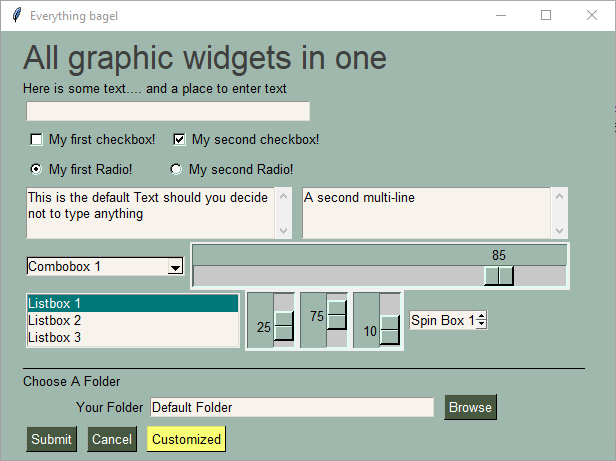 Everything bagel
All graphic widgets in one
Here is some text.... and a place to enter text
My first checkbox! My second checkbox!
My first Radio! My second Radio!
This is the default Text should you decide
not to type anything
A second multi-line
Combobox 1
85
Listbox 1
Listbox 2
Listbox 3
25
75
10
Spin Box 1
Choose A Folder
Your Folder Default Folder Browse
Submit Cancel Customized